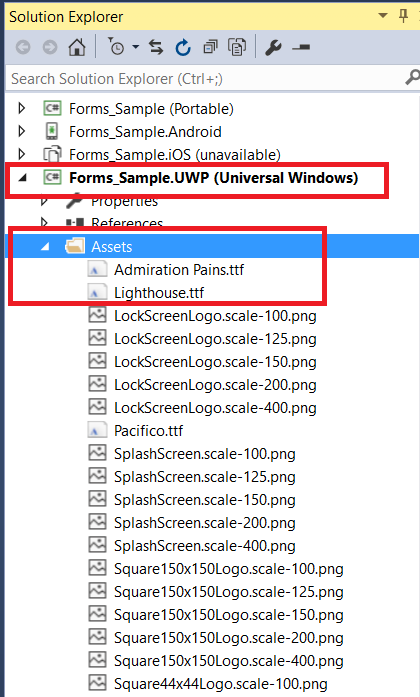 Solution Explorer
Search Solution Explorer (Ctrl+;)
Forms_Sample (Portable)
Forms_Sample.Android
Forms_Sample.iOS (unavailable)
Forms_Sample.UWP (Universal Windows)
Properties
References
Assets
Admiration Pains.ttf
Lighthouse.ttf
LockScreenLogo.scale-100.png
LockScreenLogo.scale-125.png
LockScreenLogo.scale-150.png
LockScreenLogo.scale-200.png
LockScreenLogo.scale-400.png
Pacifico.ttf
SplashScreen.scale-100.png
SplashScreen.scale-125.png
SplashScreen.scale-150.png
SplashScreen.scale-200.png
SplashScreen.scale-400.png
Square150x150Logo.scale-100.png
Square150x150Logo.scale-125.png
Square150x150Logo.scale-150.png
Square150x150Logo.scale-200.png
Square150x150Logo.scale-400.png
Square44x44Logo.scale-100.png